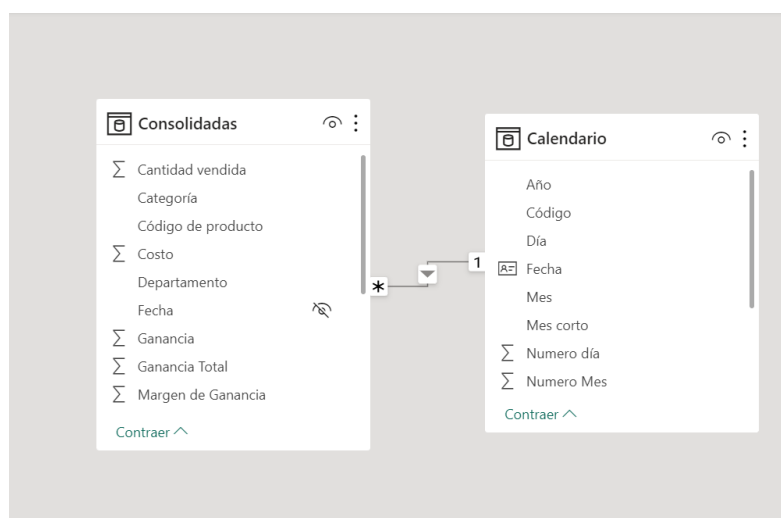 Consolidadas
Cantidad vendida
Categoría
Código de producto
Costo
Departamento
Fecha
Ganancia
Ganancia Total
Margen de Ganancia
Contraer
*
1
Calendario
Año
Código
Día
Fecha
Mes
Mes corto
Numero día
Numero Mes
Contraer